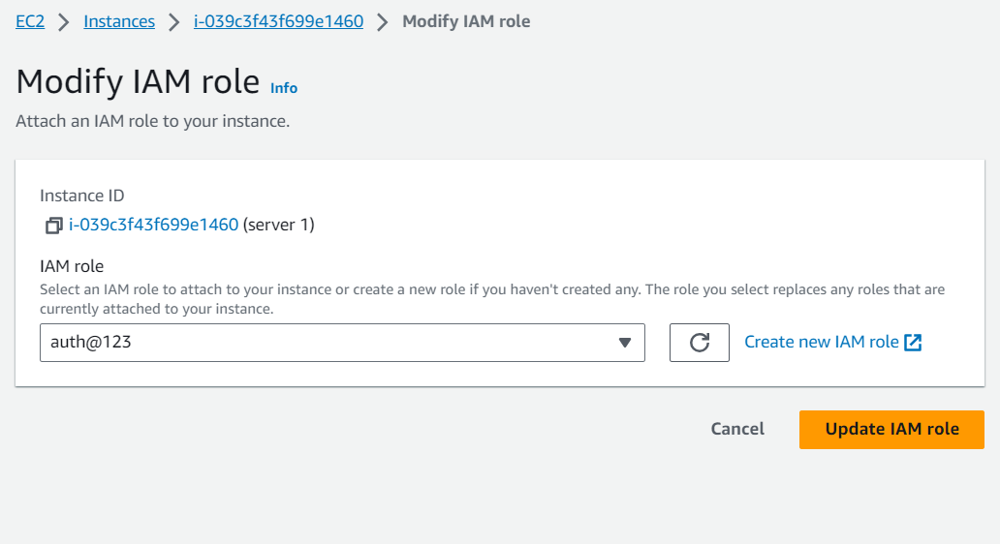 EC2 > Instances > i-039c3f43f699e1460 > Modify IAM role
Modify IAM role Info
Attach an IAM role to your instance.
Instance ID
i-039c3f43f699e1460 (server 1)
IAM role
Select an IAM role to attach to your instance or create a new role if you haven't created any. The role you select replaces any roles that are
currently attached to your instance.
auth@123 Create new IAM role
Cancel Update IAM role